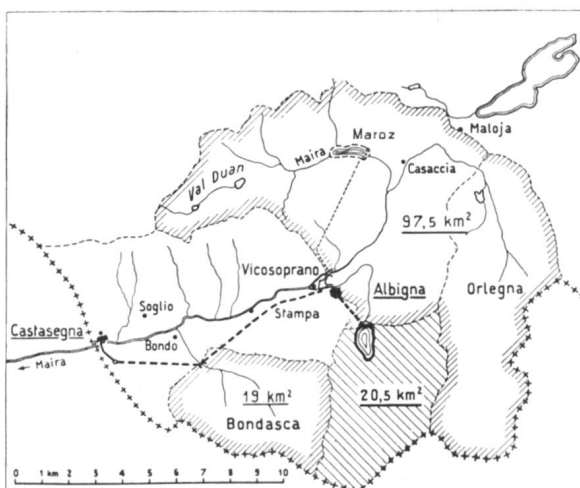 Maloja
Maroz
Maira
Casaccia
Val Duan
97,5 km²
Vicosoprano
Albigna
Orlegna
Soglio
Stampa
Castasegna
Bondo
Maira
19 km²
20,5 km²
Bondasca
0 1 km 2 3 4 5 6 7 8 9 10